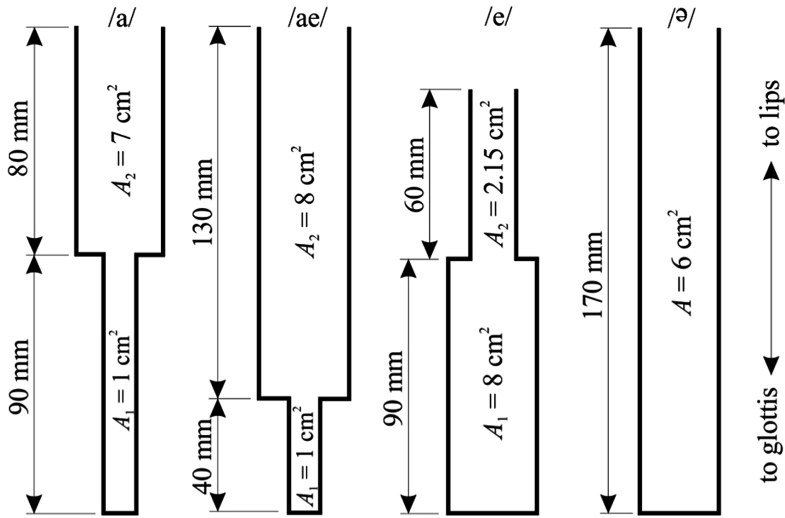 /a/
/ae/
/e/
/ə/
80 mm
90 mm
A₂ = 7 cm²
A₁ = 1 cm²
130 mm
40 mm
A₂ = 8 cm²
A₁ = 1 cm²
60 mm
90 mm
A₂ = 2.15 cm²
A₁ = 8 cm²
170 mm
A = 6 cm²
to lips
to glottis